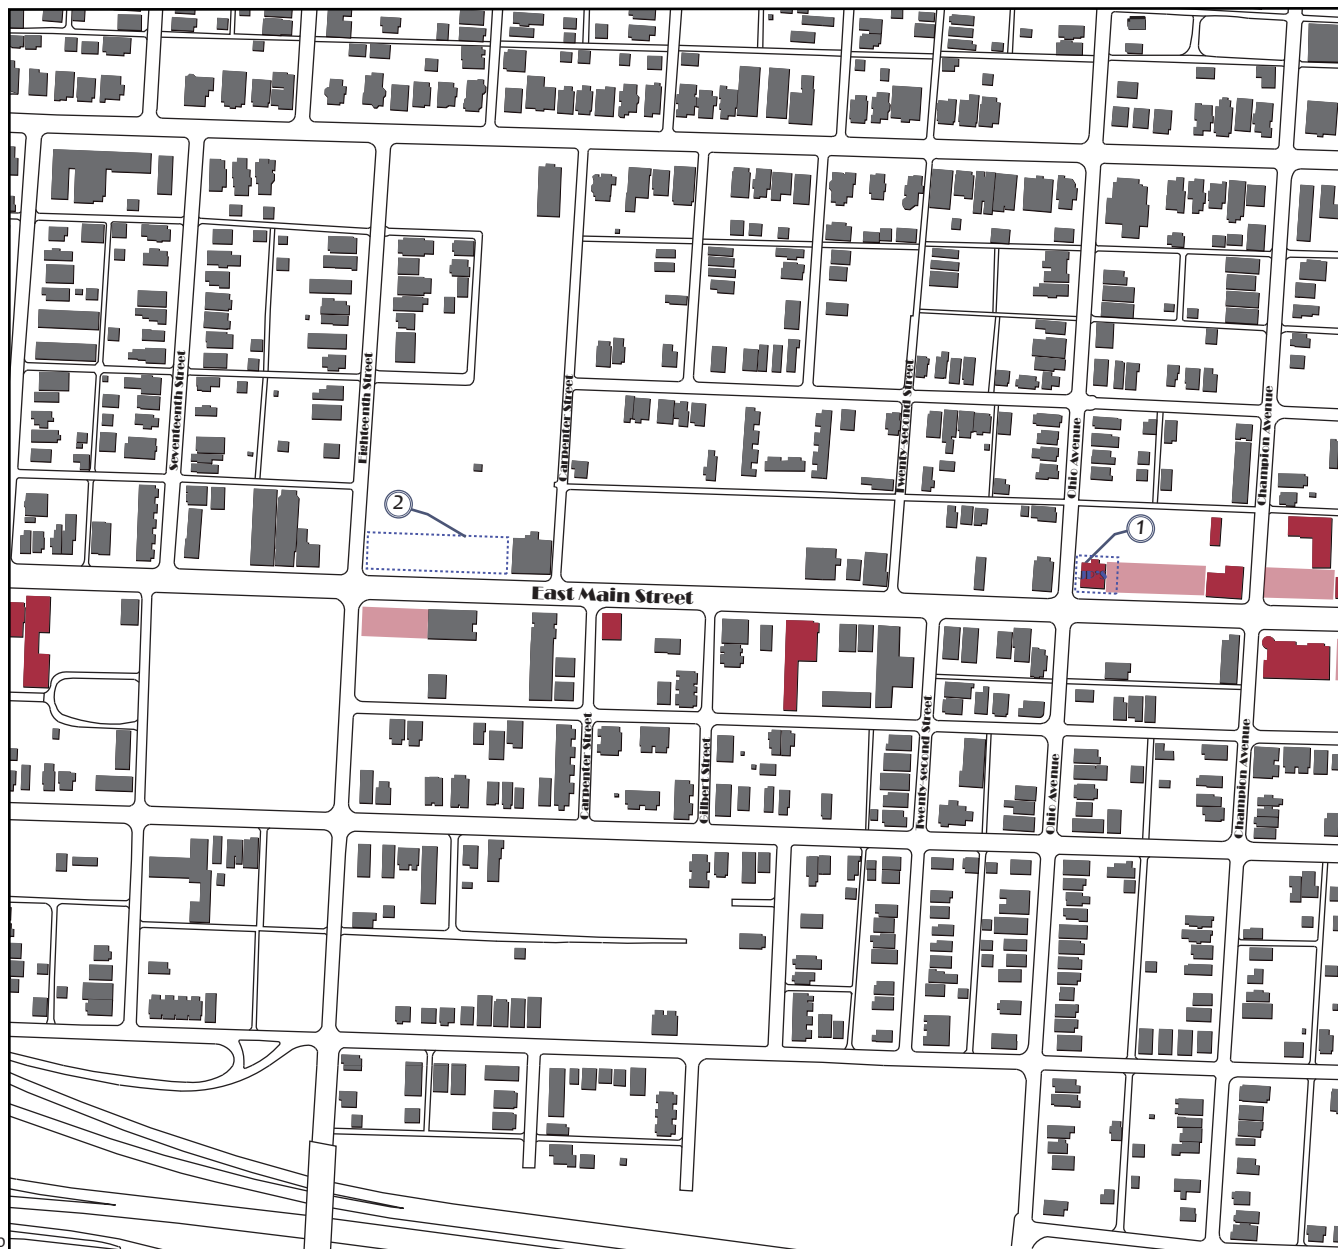 Seventeenth Street
Eighteenth Street
Carpenter Street
Twenty second Street
Ohio Avenue
Champion Avenue
2
1
East Main Street
Carpenter Street
Gilbert Street
Twenty second Street
Ohio Avenue
Champion Avenue